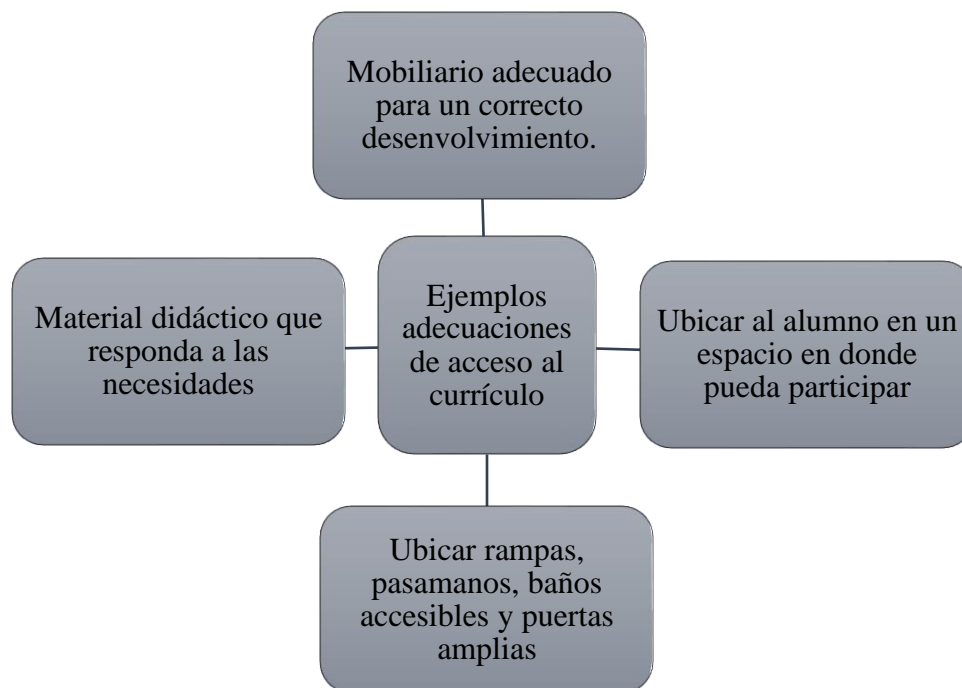 Mobiliario adecuado
para un correcto
desenvolvimiento.
Material didáctico que
responda a las
necesidades
Ejemplos
adecuaciones
de acceso al
currículo
Ubicar al alumno en un
espacio en donde
pueda participar
Ubicar rampas,
pasamanos, baños
accesibles y puertas
amplias